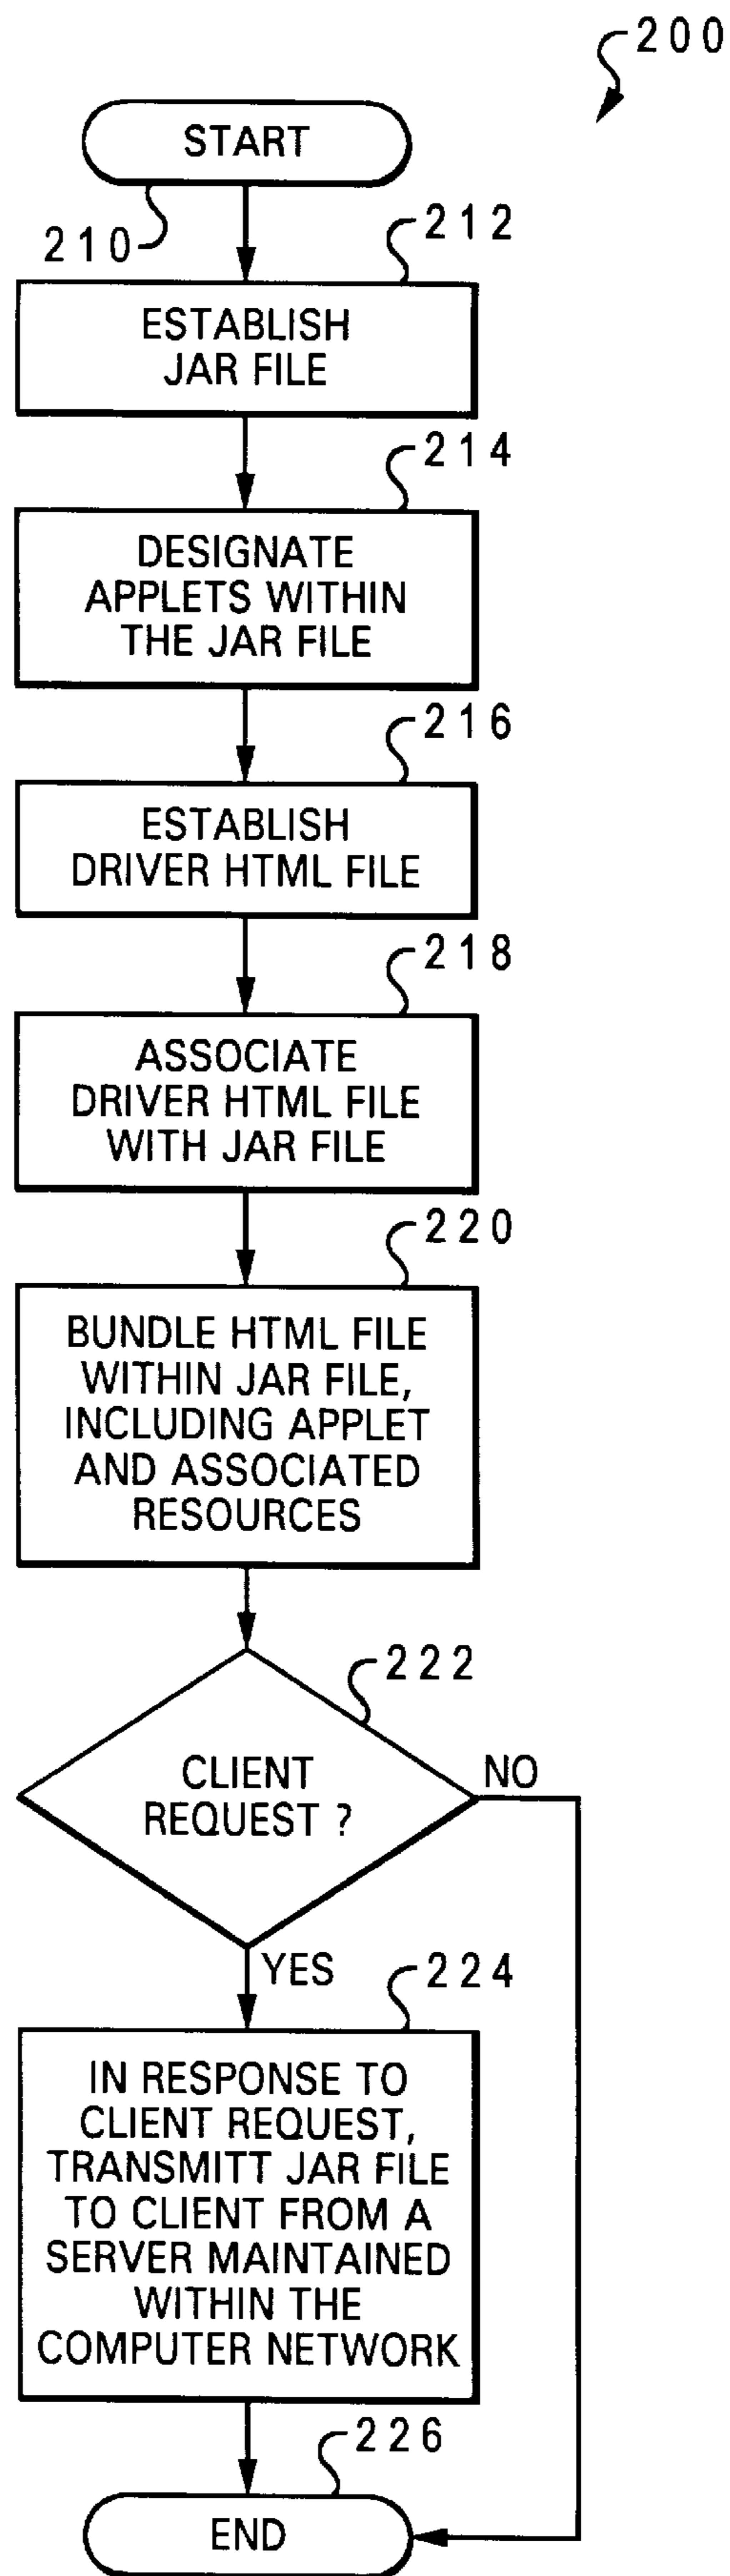 200
START
210
212
ESTABLISH
JAR FILE
214
DESIGNATE
APPLETS WITHIN
THE JAR FILE
216
ESTABLISH
DRIVER HTML FILE
218
ASSOCIATE
DRIVER HTML FILE
WITH JAR FILE
220
BUNDLE HTML FILE
WITHIN JAR FILE,
INCLUDING APPLET
AND ASSOCIATED
RESOURCES
222
CLIENT
REQUEST ?
NO
YES
224
IN RESPONSE TO
CLIENT REQUEST,
TRANSMITT JAR FILE
TO CLIENT FROM A
SERVER MAINTAINED
WITHIN THE
COMPUTER NETWORK
226
END